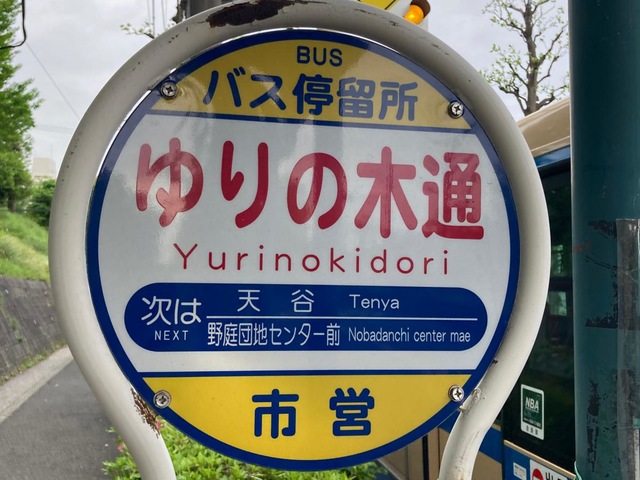 BUS
バス停留所
ゆりの木通
Yurinokidori
次は
NEXT
天谷 Tenya
野庭団地センター前 Nobadanchi center mae
市営
NBA